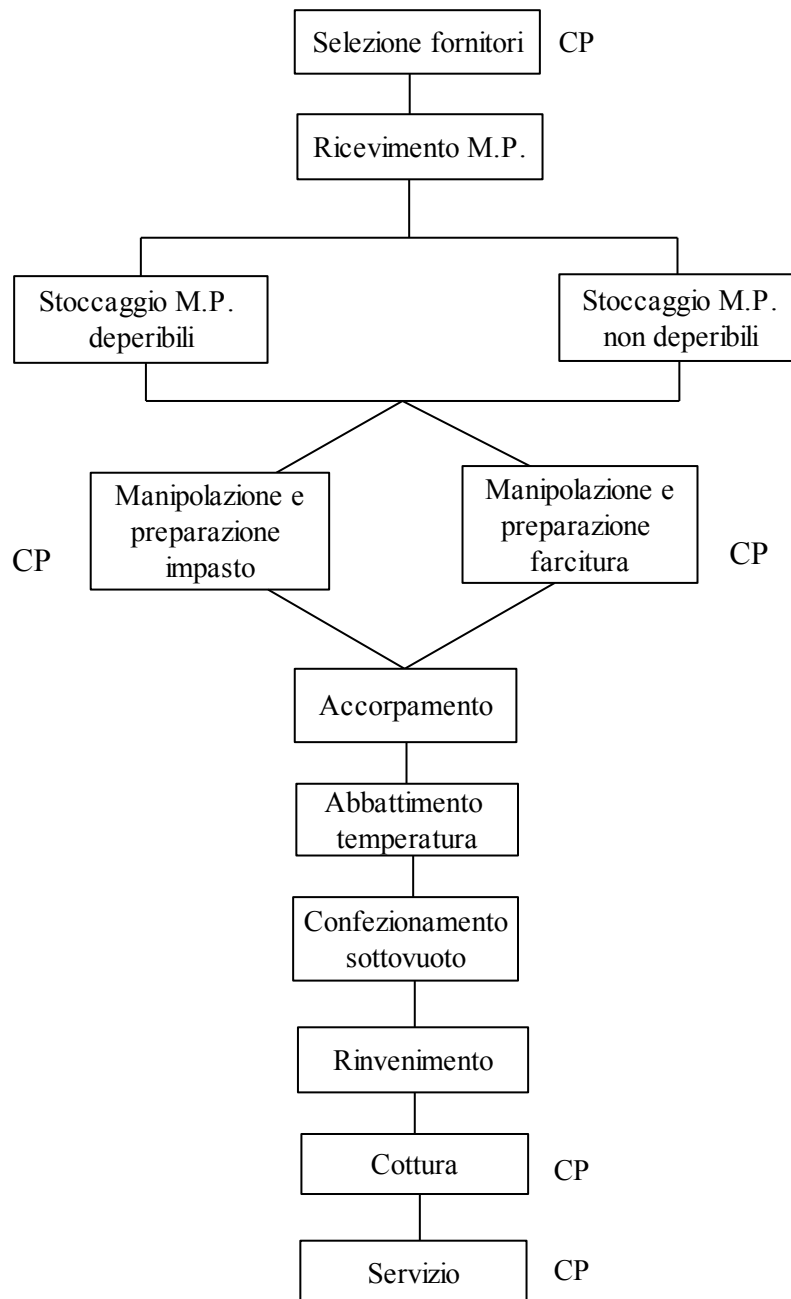 Selezione fornitori CP
Ricevimento M.P.
Stoccaggio M.P.
deperibili
Stoccaggio M.P.
non deperibili
CP
Manipolazione e
preparazione
impasto
Manipolazione e
preparazione
farcitura
CP
Accorpamento
Abbattimento
temperatura
Confezionamento
sottovuoto
Rinvenimento
Cottura CP
Servizio CP